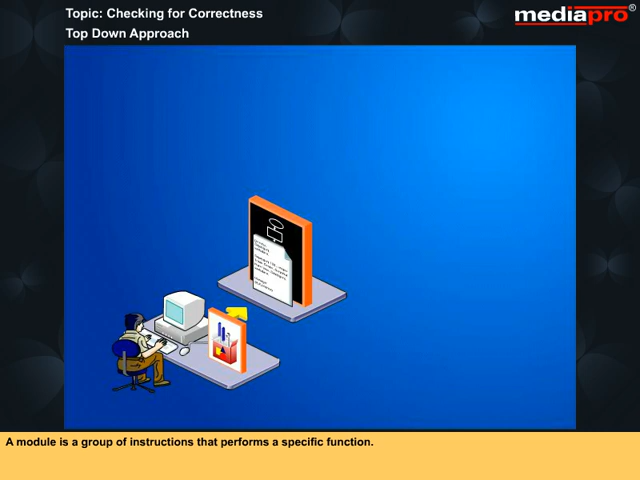 Topic: Checking for Correctness
Top Down Approach
mediapro®
A module is a group of instructions that performs a specific function.